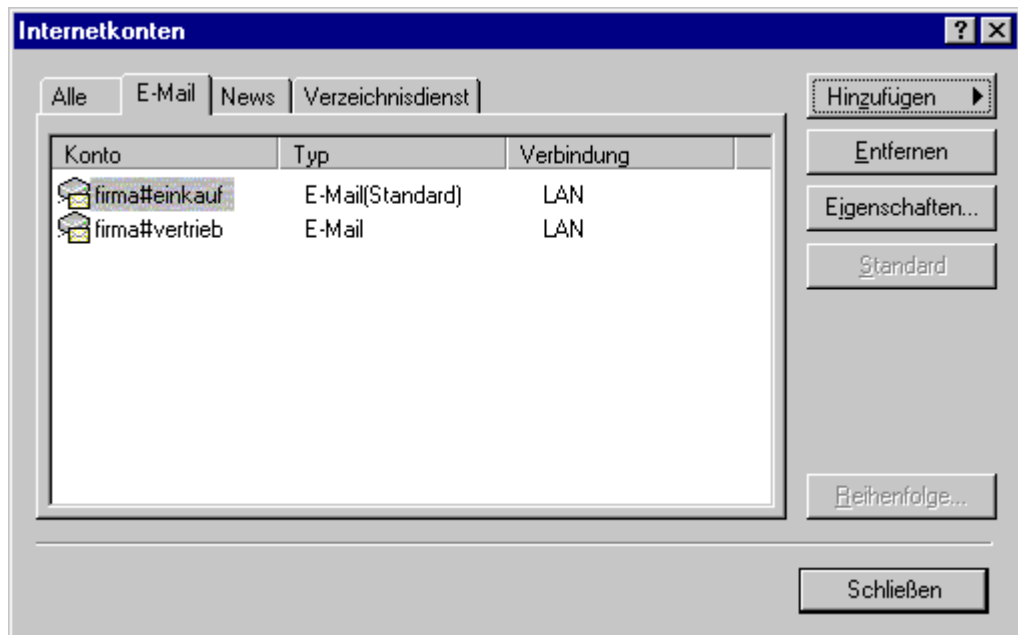 Internetkonten
Alle E-Mail News Verzeichnisdienst
Hinzufügen
Entfernen
Eigenschaften...
Standard
Konto Typ Verbindung
firma#einkauf E-Mail(Standard) LAN
firma#vertrieb E-Mail LAN
Reihenfolge...
Schließen